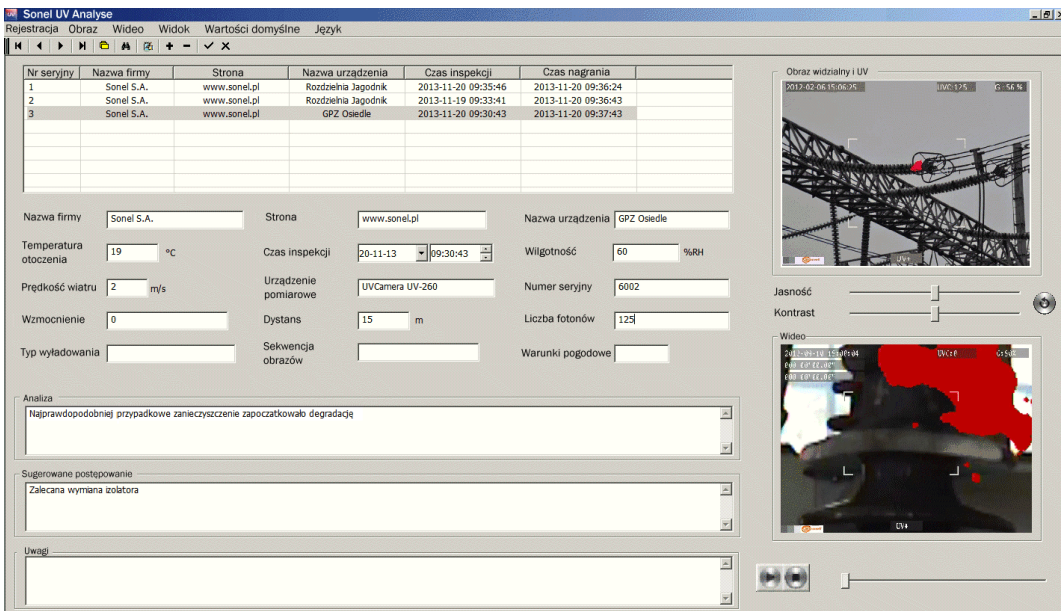 Sonel UV Analyse
Rejestracja Obraz Wideo Widok Wartości domyślne Język
Nr seryjny Nazwa firmy Strona Nazwa urządzenia Czas inspekcji Czas nagrania
1 Sonel S.A. www.sonel.pl Rozdzielnia Jagodnik 2013-11-20 09:35:46 2013-11-20 09:36:24
2 Sonel S.A. www.sonel.pl Rozdzielnia Jagodnik 2013-11-19 09:33:41 2013-11-20 09:36:43
3 Sonel S.A. www.sonel.pl GPZ Osiedle 2013-11-20 09:30:43 2013-11-20 09:37:43
Nazwa firmy Sonel S.A. Strona www.sonel.pl Nazwa urządzenia GPZ Osiedle
Temperatura
otoczenia 19 °C Czas inspekcji 20-11-13 09:30:43 Wilgotność 60 %RH
Prędkość wiatru 2 m/s Urządzenie
pomiarowe UVCamera UV-260 Numer seryjny 6002
Wzmocnienie 0 Dystans 15 m Liczba fotonów 125
Typ wyładowania Sekwencja
obrazów Warunki pogodowe
Analiza
Najprawdopodobniej przypadkowe zanieczyszczenie zapoczatkowało degradację
Sugerowane postępowanie
Zalecana wymiana izolatora
Uwagi
Obraz widzialny i UV
2012-02-06 15:06:25 UVC:125 G:56 %
UV+
Jasność
Kontrast
Wideo
UVC:0
UV+